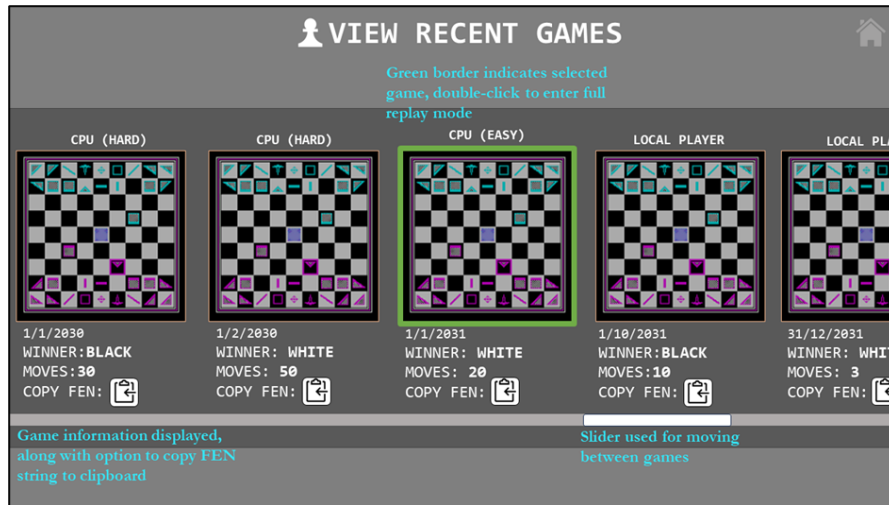 VIEW RECENT GAMES
Green border indicates selected
game, double-click to enter full
replay mode
CPU (HARD)
CPU (HARD)
CPU (EASY)
LOCAL PLAYER
LOCAL PLA
1/1/2030
WINNER:BLACK
MOVES:30
COPY FEN:
1/2/2030
WINNER: WHITE
MOVES: 50
COPY FEN:
1/1/2031
WINNER: WHITE
MOVES: 20
COPY FEN:
1/10/2031
WINNER:BLACK
MOVES:10
COPY FEN:
31/12/2031
WINNER: WHI
MOVES: 3
COPY FEN:
Game information displayed,
along with option to copy FEN
string to clipboard
Slider used for moving
between games